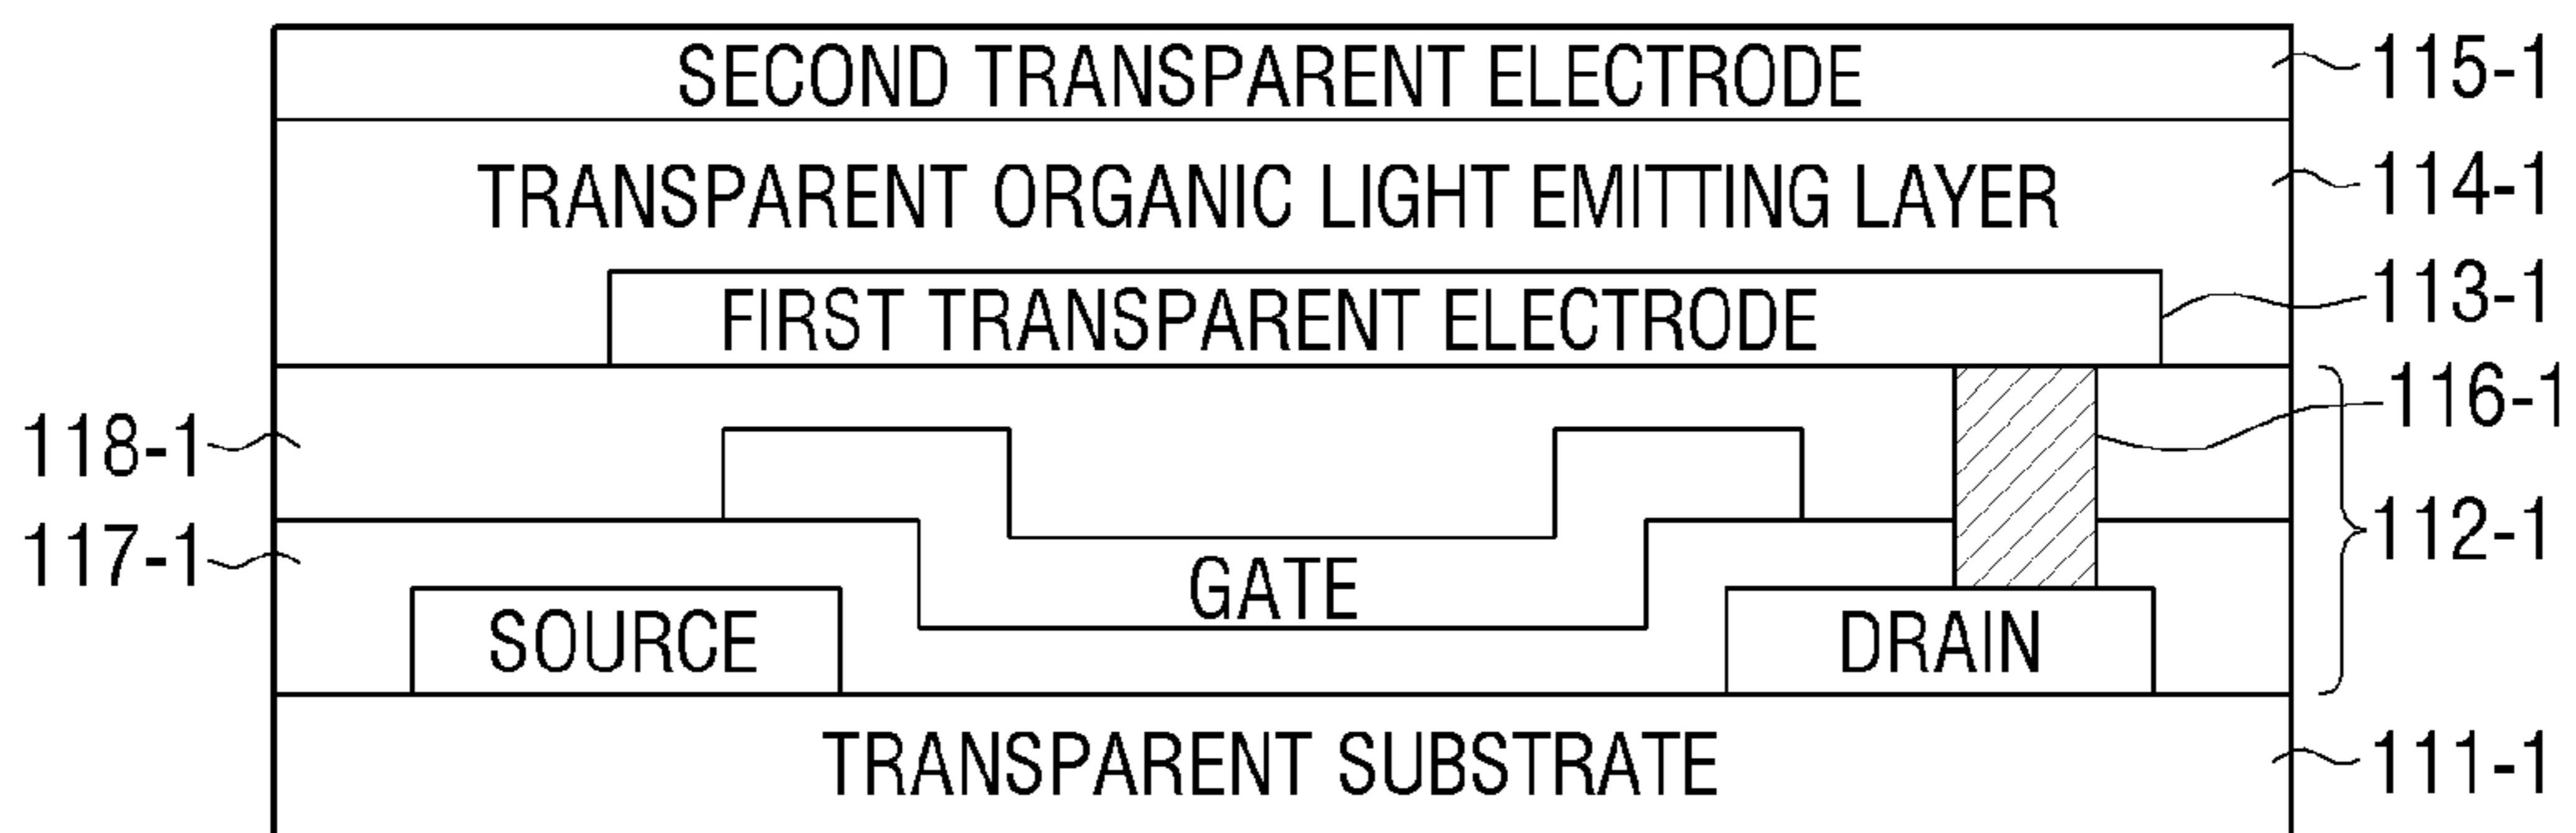 SECOND TRANSPARENT ELECTRODE
115-1
TRANSPARENT ORGANIC LIGHT EMITTING LAYER
114-1
FIRST TRANSPARENT ELECTRODE
113-1
116-1
118-1
112-1
117-1
GATE
SOURCE
DRAIN
TRANSPARENT SUBSTRATE
111-1